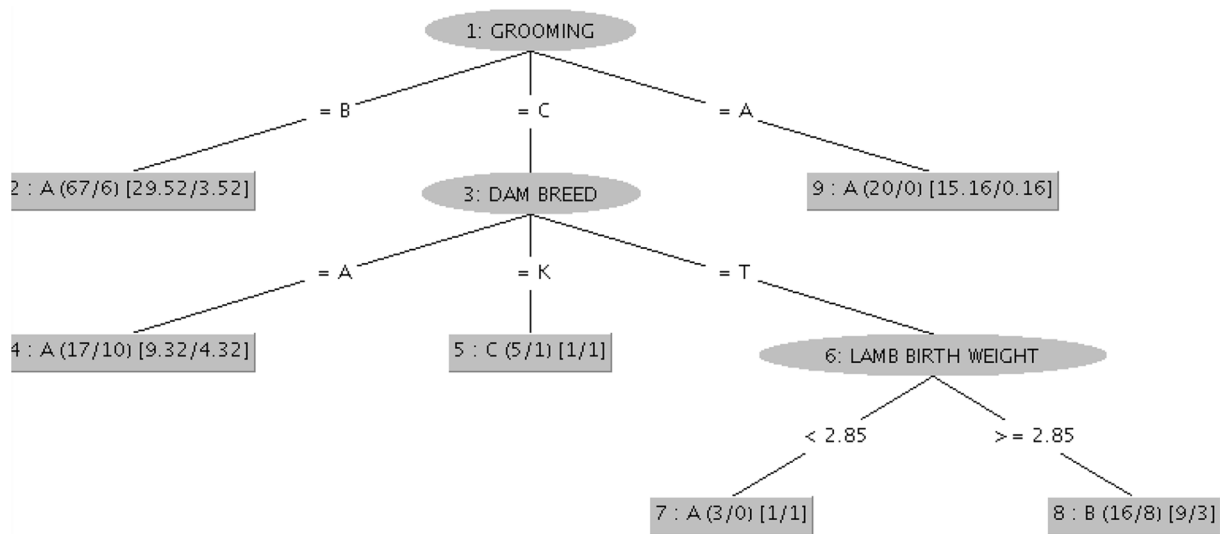 1: GROOMING
= B
= C
= A
2 : A (67/6) [29.52/3.52]
3: DAM BREED
9 : A (20/0) [15.16/0.16]
= A
= K
= T
4 : A (17/10) [9.32/4.32]
5 : C (5/1) [1/1]
6: LAMB BIRTH WEIGHT
< 2.85
>= 2.85
7 : A (3/0) [1/1]
8 : B (16/8) [9/3]